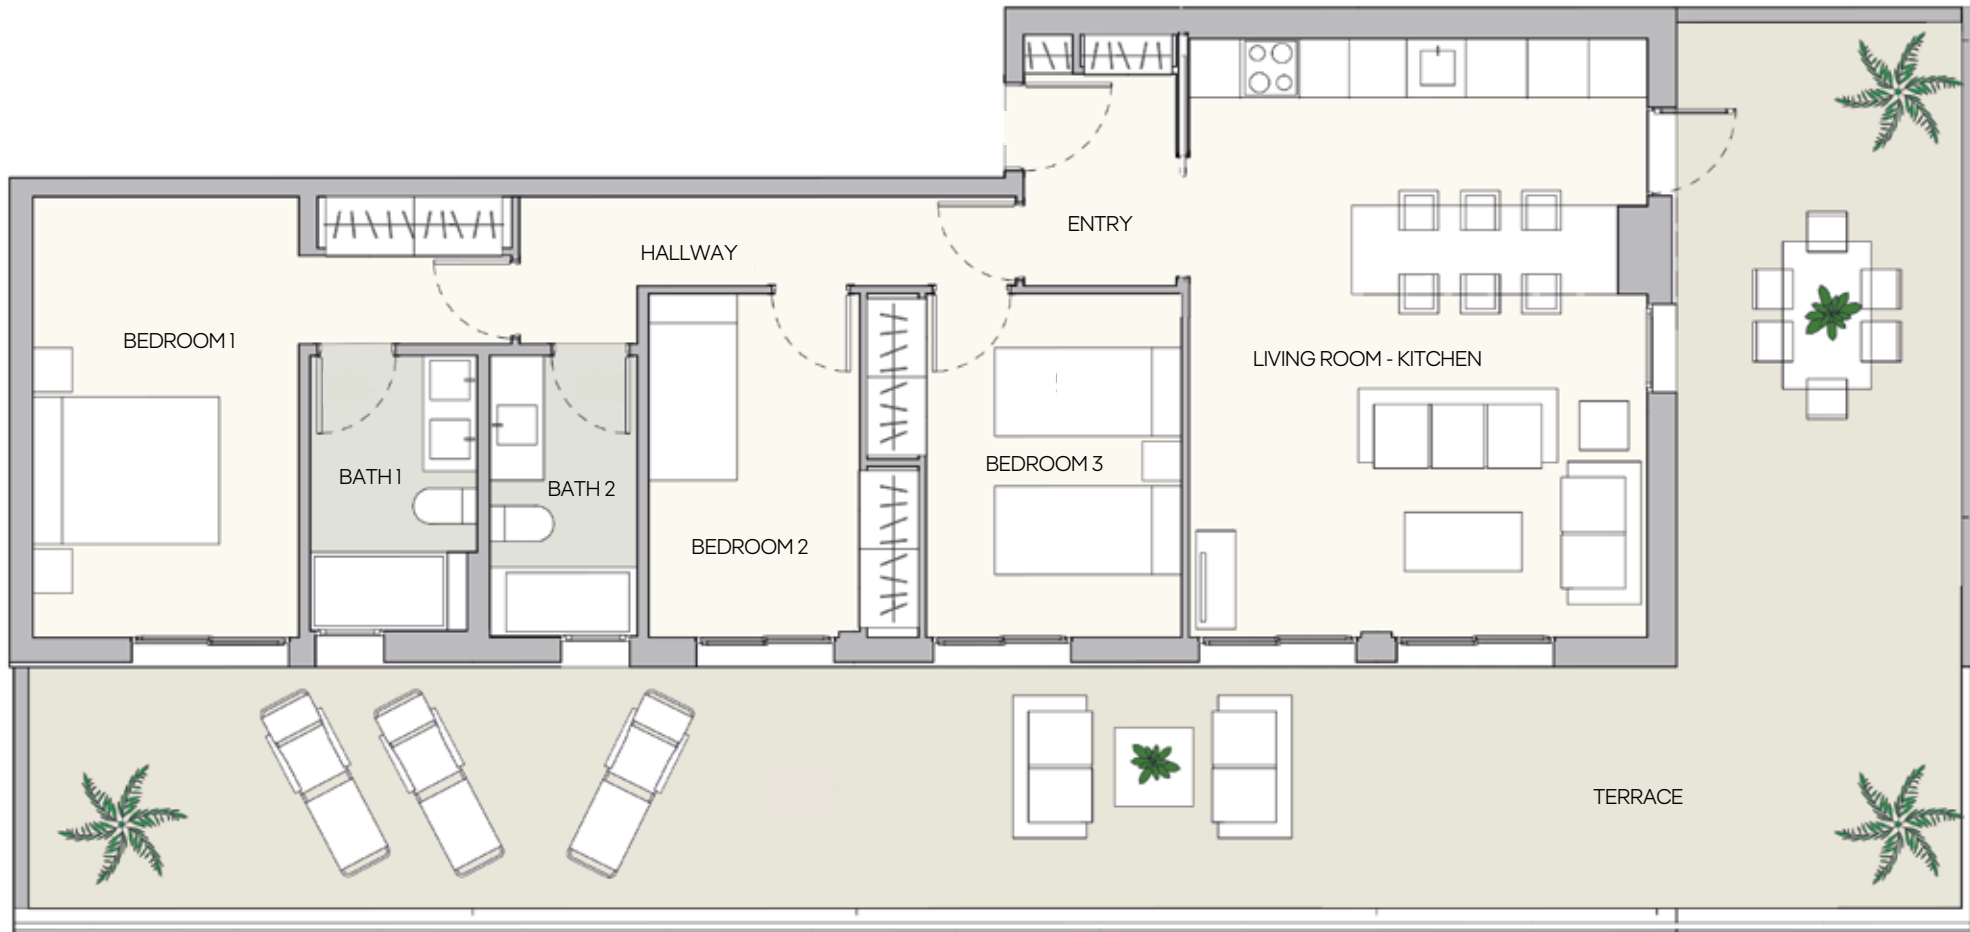 ENTRY
HALLWAY
BEDROOM 1
LIVING ROOM - KITCHEN
BATH 1
BEDROOM 3
BATH 2
BEDROOM 2
TERRACE